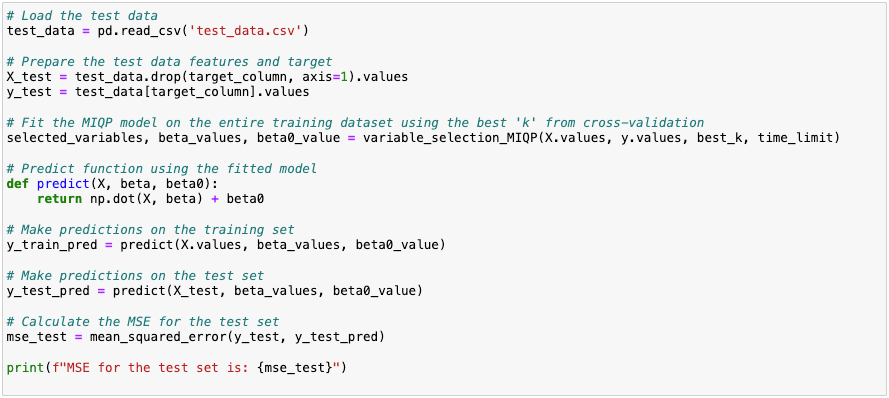 # Load the test data
test_data = pd.read_csv('test_data.csv')
# Prepare the test data features and target
X_test = test_data.drop(target_column, axis=1).values
y_test = test_data[target_column].values
# Fit the MIQP model on the entire training dataset using the best 'k' from cross-validation
selected_variables, beta_values, beta0_value = variable_selection_MIQP(X.values, y.values, best_k, time_limit)
# Predict function using the fitted model
def predict(X, beta, beta0):
    return np.dot(X, beta) + beta0
# Make predictions on the training set
y_train_pred = predict(X.values, beta_values, beta0_value)
# Make predictions on the test set
y_test_pred = predict(X_test, beta_values, beta0_value)
# Calculate the MSE for the test set
mse_test = mean_squared_error(y_test, y_test_pred)
print(f"MSE for the test set is: {mse_test}")